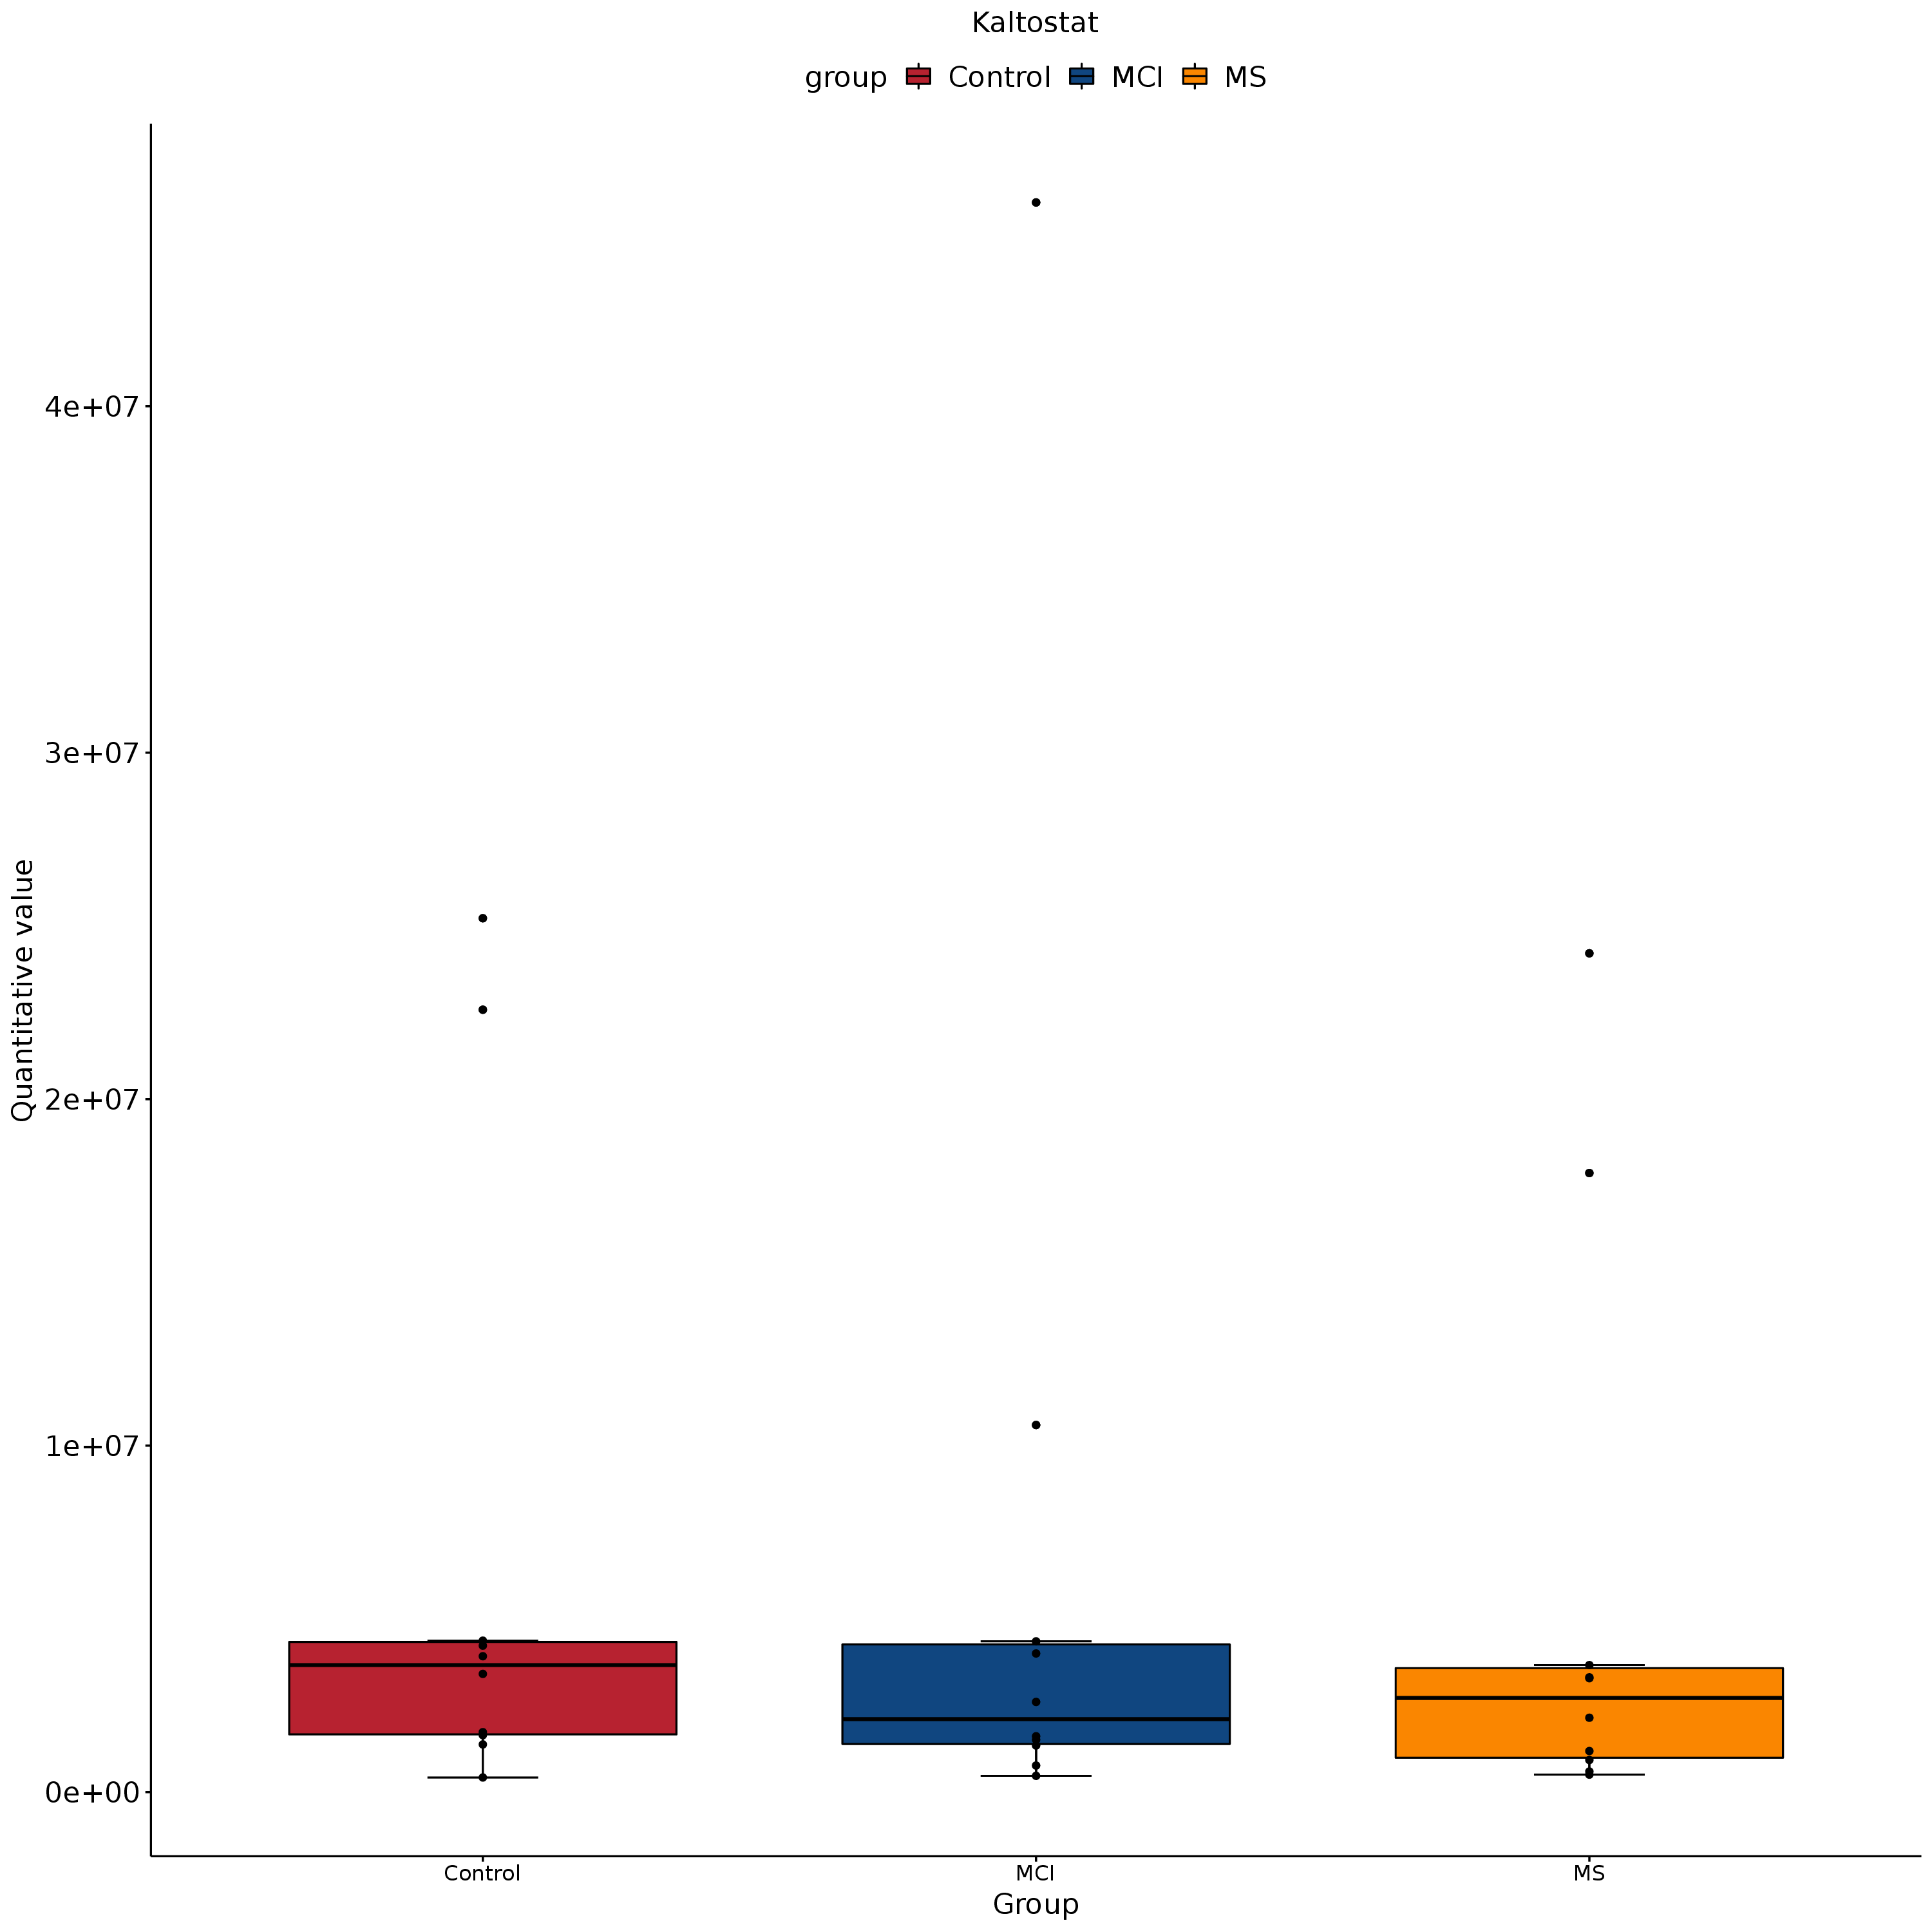 Kaltostat
group Control MCI MS
Quantitative value
4e+07
3e+07
2e+07
1e+07
0e+00
Control MCI MS
Group